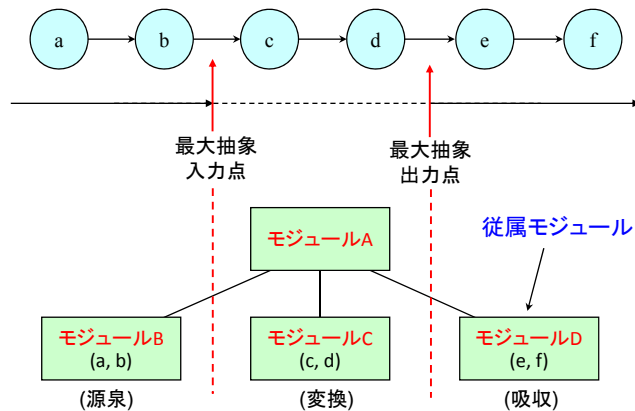 a
b
c
d
e
f
最大抽象
入力点
最大抽象
出力点
モジュールA
従属モジュール
モジュールB
(a, b)
モジュールC
(c, d)
モジュールD
(e, f)
(源泉)
(変換)
(吸収)